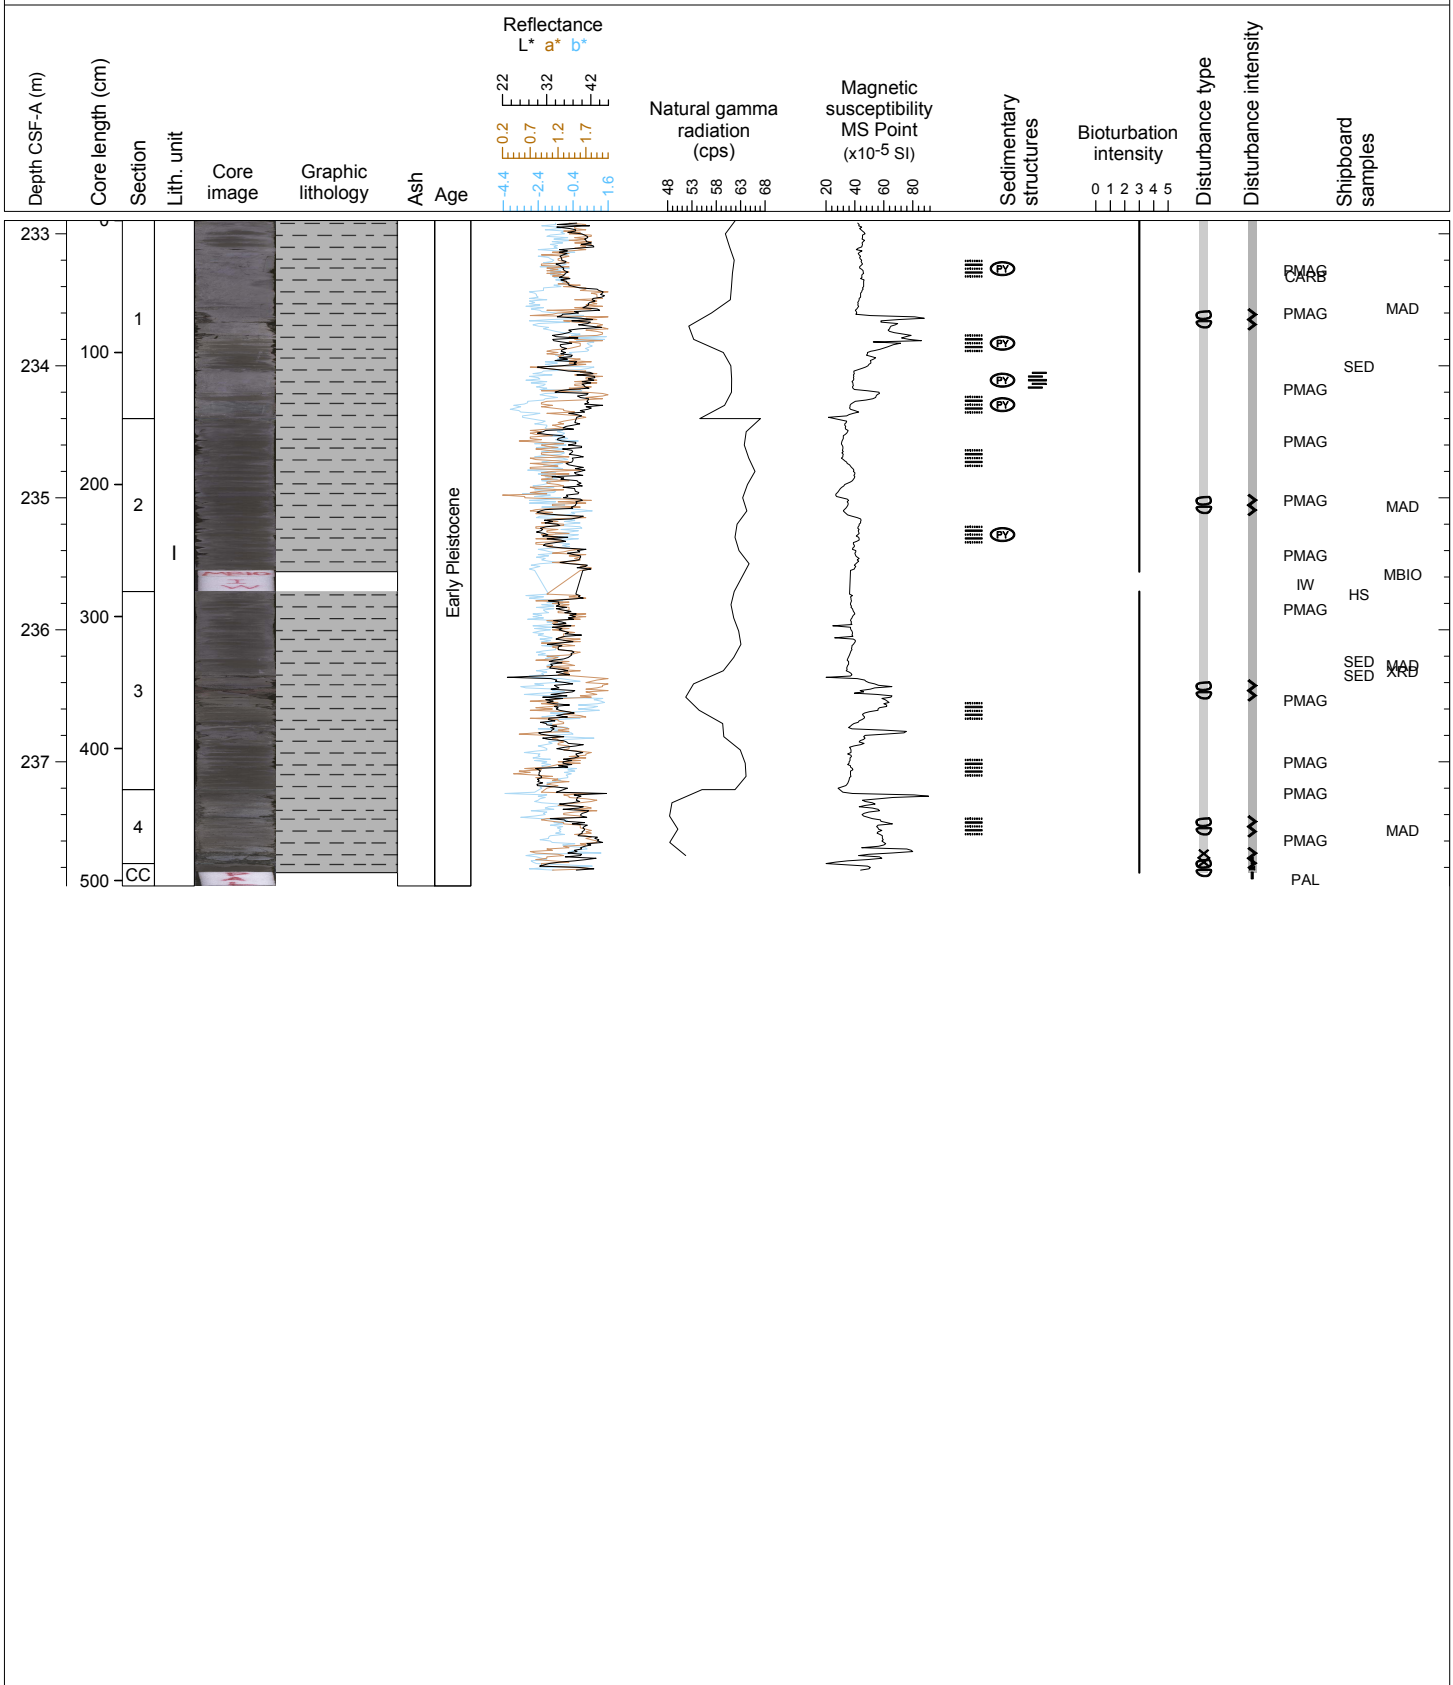 Depth CSF-A (m)
Core length (cm)
Section
Lith. unit
Core
image
Graphic
lithology
Ash
Age
Reflectance
L* a* b*
22 32 42
0.2 0.7 1.2 1.7
-4.4 -2.4 -0.4 1.6
Natural gamma
radiation
(cps)
48 53 58 63 68
Magnetic
susceptibility
MS Point
(x10-5 SI)
20 40 60 80
Sedimentary
structures
Bioturbation
intensity
0 1 2 3 4 5
Disturbance type
Disturbance intensity
Shipboard
samples
0
233
PY
PMAG
CARB
MAD
PMAG
1
PY
100
234
SED
PY
PMAG
PY
PMAG
200
235
2
PMAG
MAD
Early Pleistocene
PY
I
PMAG
MBIO
IW
MBIO
IW
HS
300
PMAG
236
SED
MAD
XRD
SED
3
PMAG
400
237
PMAG
PMAG
4
MAD
PMAG
CC
500
PAL